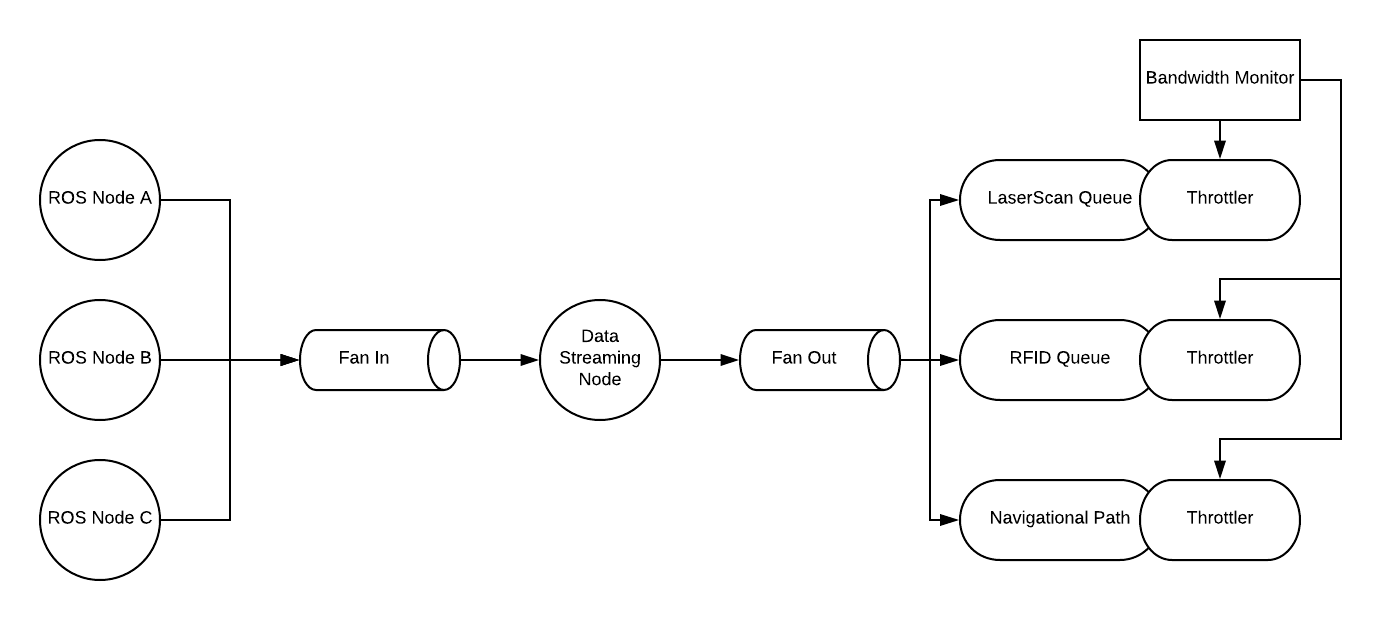 Bandwidth Monitor
ROS Node A
LaserScan Queue
Throttler
ROS Node B
Fan In
Data
Streaming
Node
Fan Out
RFID Queue
Throttler
ROS Node C
Navigational Path
Throttler